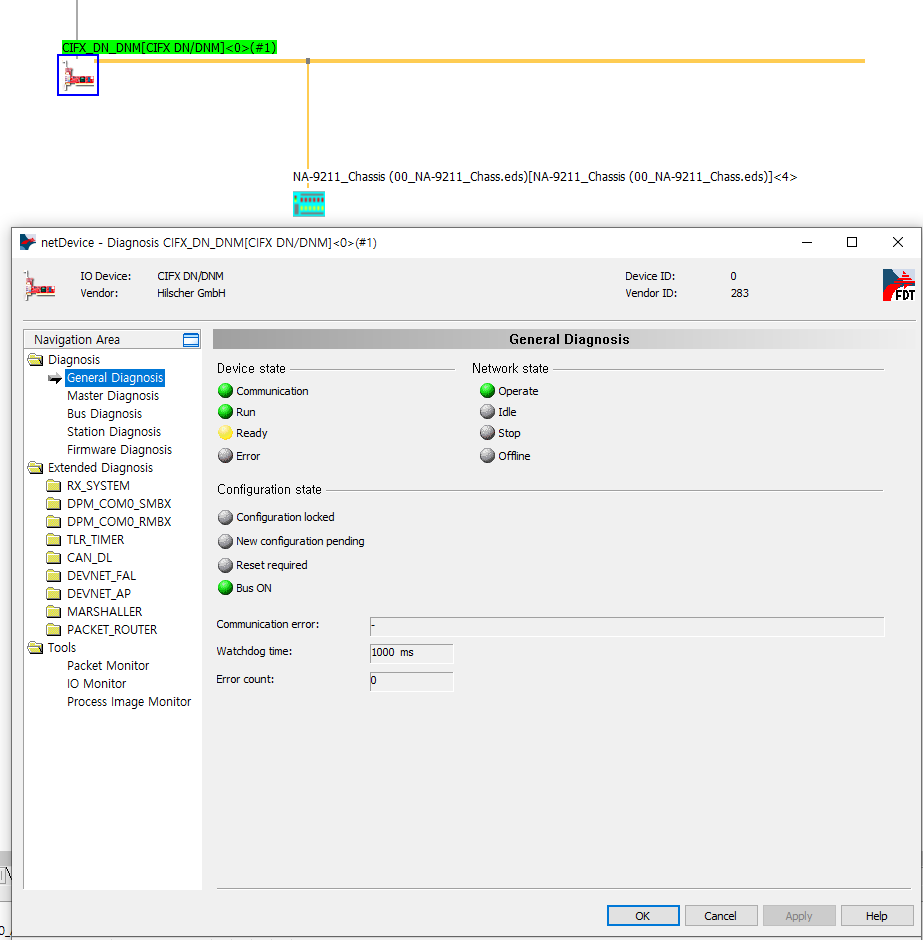 CIFX_DN_DNM[CIFX DN/DNM]<0>(#1)
NA-9211_Chassis (00_NA-9211_Chass.eds)[NA-9211_Chassis (00_NA-9211_Chass.eds)]<4>
netDevice - Diagnosis CIFX_DN_DNM[CIFX DN/DNM]<0>(#1)
IO Device: CIFX DN/DNM Device ID: 0
Vendor: Hilscher GmbH Vendor ID: 283
FDT
Navigation Area
Diagnosis
General Diagnosis
Master Diagnosis
Bus Diagnosis
Station Diagnosis
Firmware Diagnosis
Extended Diagnosis
RX_SYSTEM
DPM_COM0_SMBX
DPM_COM0_RMBX
TLR_TIMER
CAN_DL
DEVNET_FAL
DEVNET_AP
MARSHALLER
PACKET_ROUTER
Tools
Packet Monitor
IO Monitor
Process Image Monitor
General Diagnosis
Device state Network state
Communication Operate
Run Idle
Ready Stop
Error Offline
Configuration state
Configuration locked
New configuration pending
Reset required
Bus ON
Communication error: -
Watchdog time: 1000 ms
Error count: 0
OK Cancel Apply Help